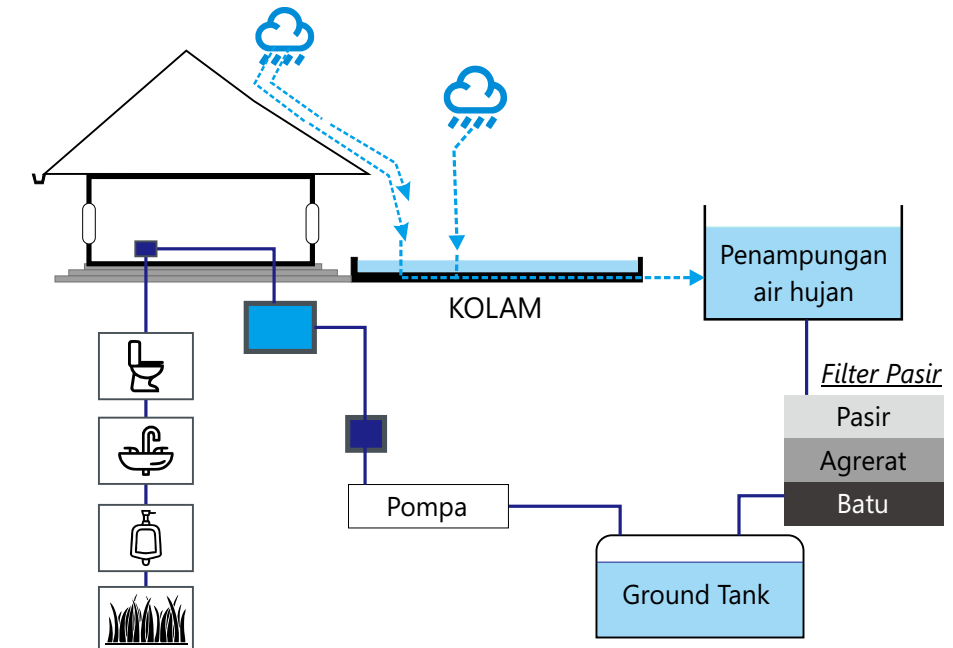 KOLAM
Penampungan
air hujan
Filter Pasir
Pasir
Agrerat
Batu
Pompa
Ground Tank